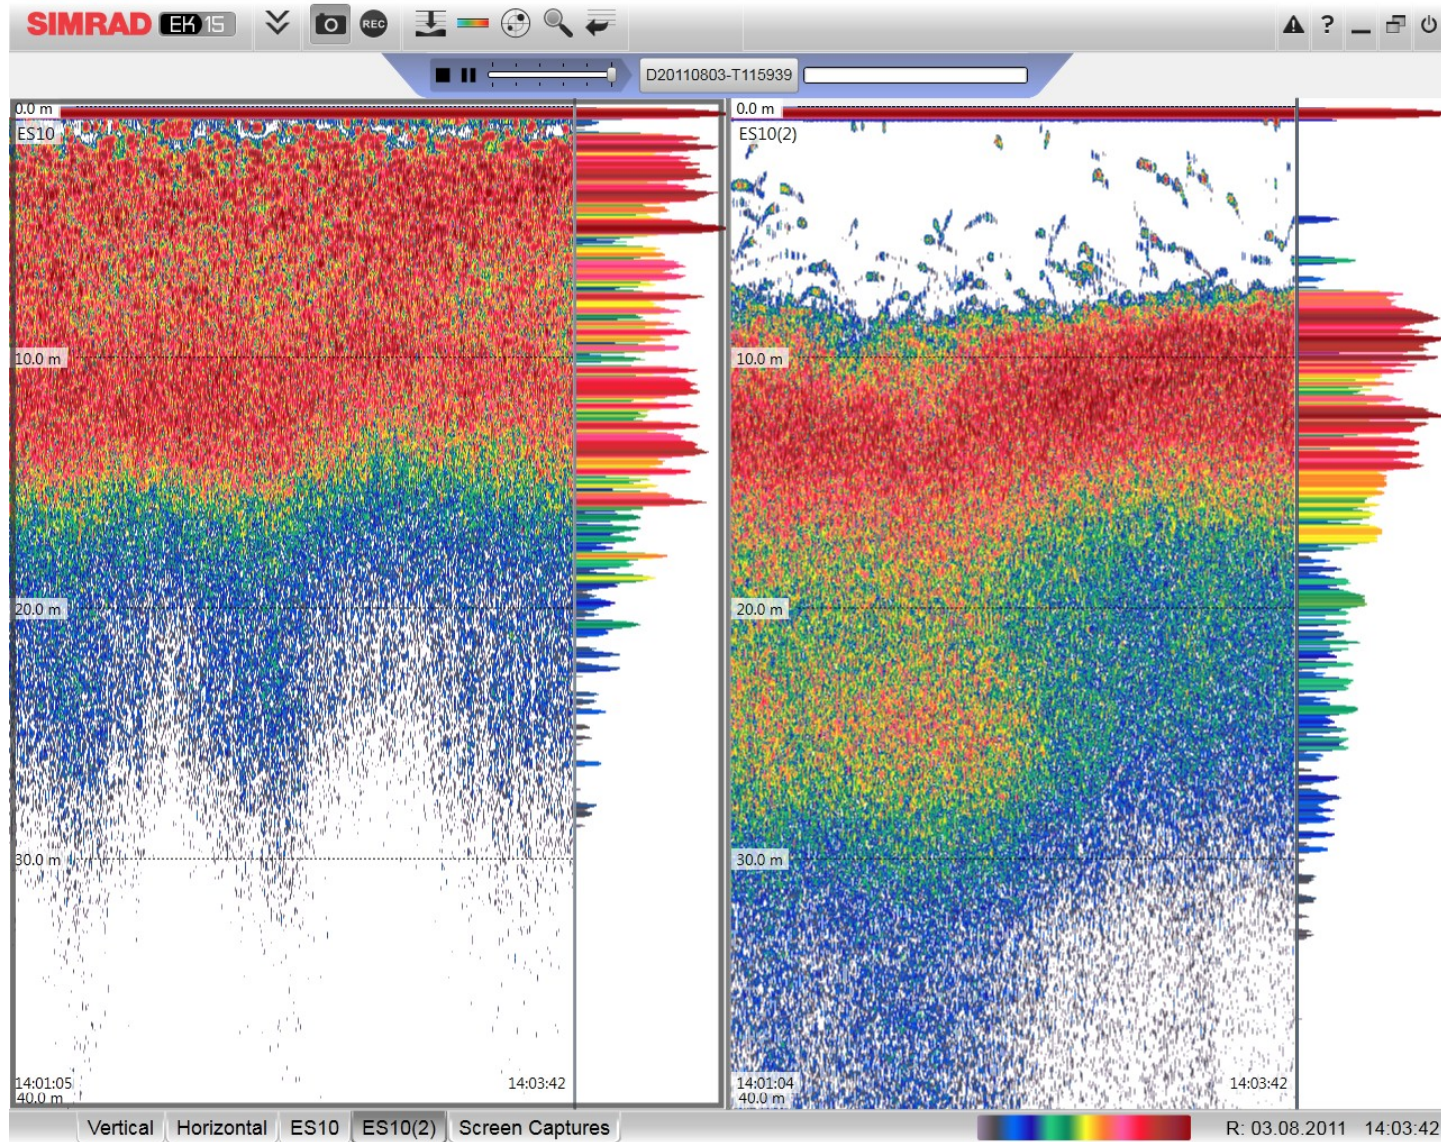 SIMRAD EK 15
REC
?
D20110803-T115939
0.0 m
ES10
10.0 m
20.0 m
30.0 m
14:01:05
14:03:42
40.0 m
0.0 m
ES10(2)
10.0 m
20.0 m
30.0 m
14:01:04
14:03:42
40.0 m
Vertical Horizontal ES10 ES10(2) Screen Captures
R: 03.08.2011 14:03:42